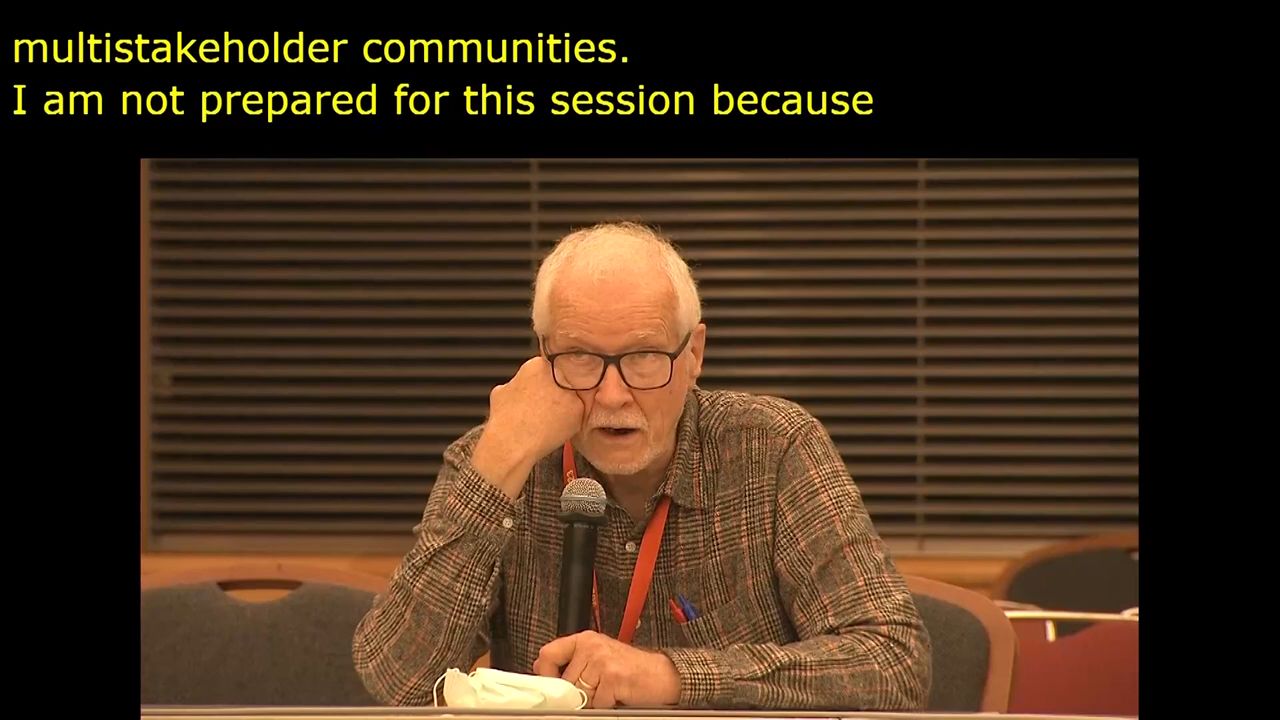 multistakeholder communities.
I am not prepared for this session because